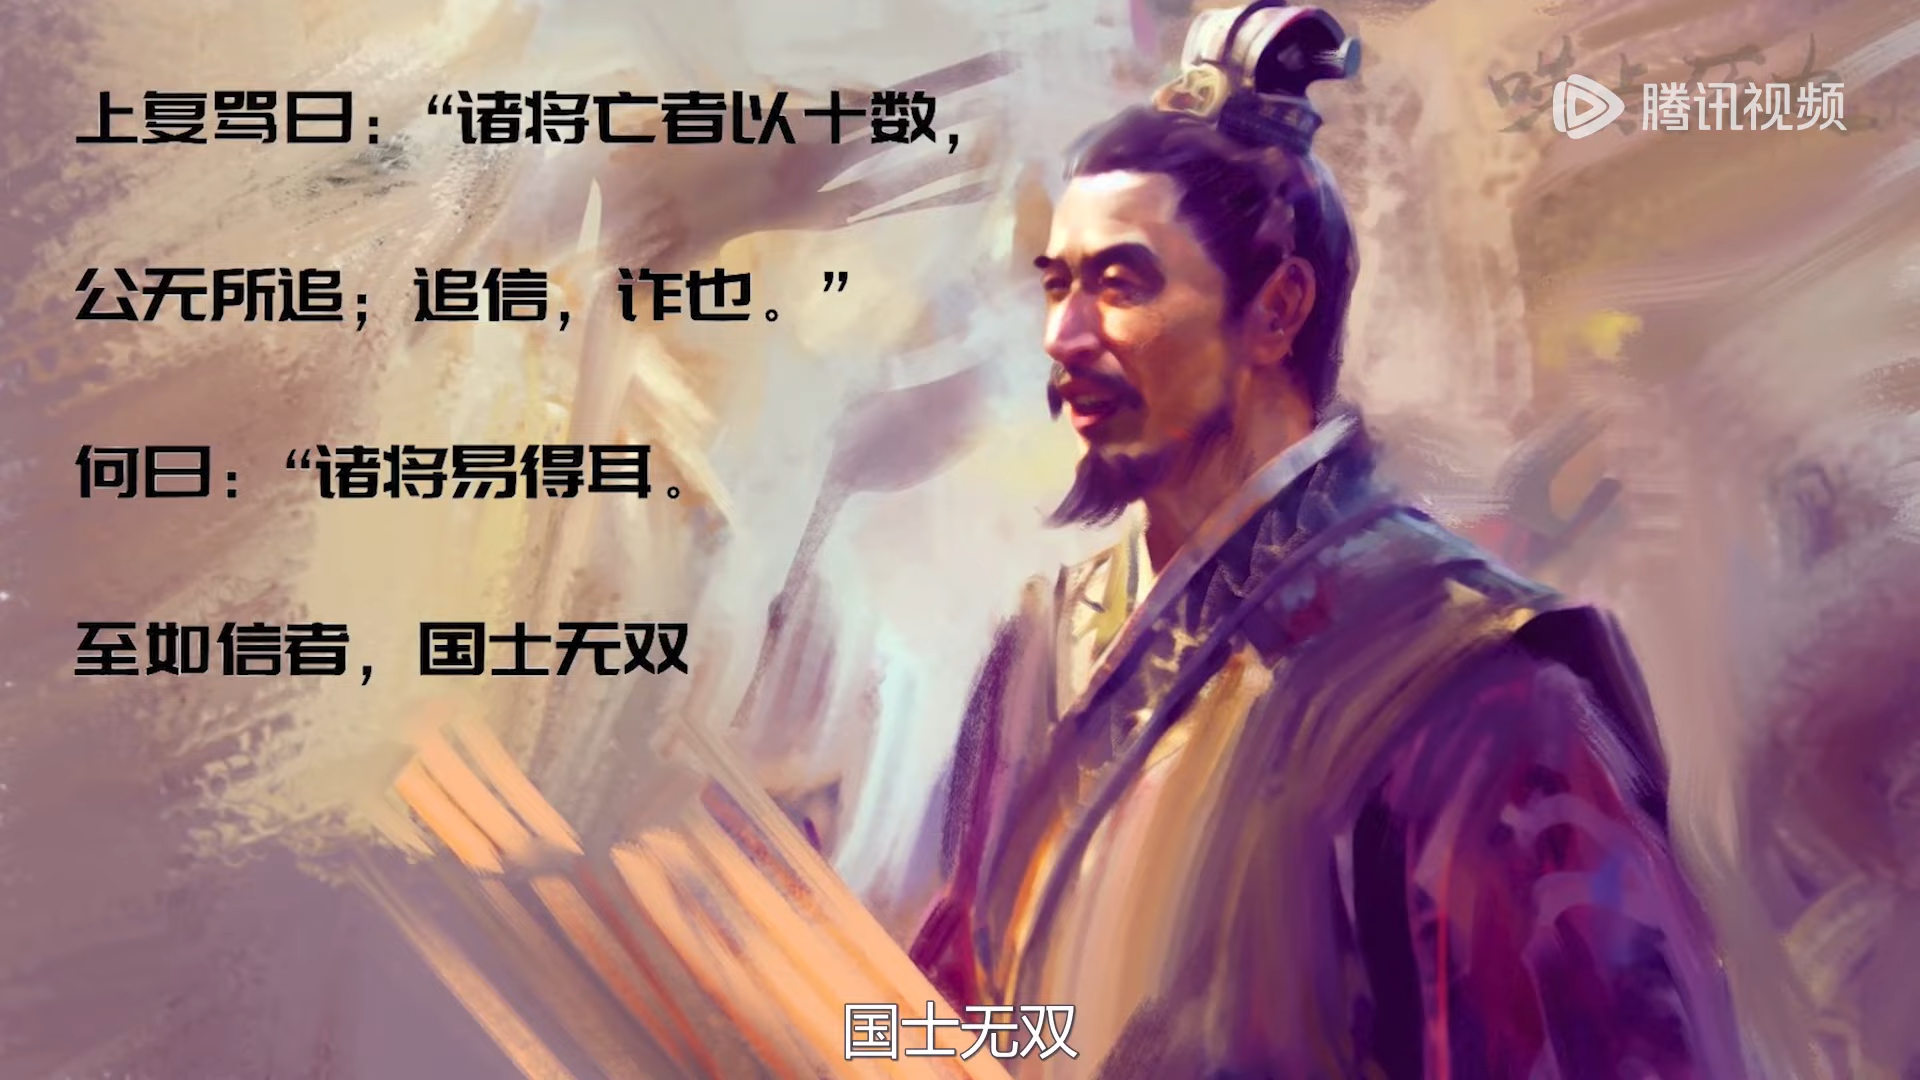 上复骂曰：“诸将亡者以十数，
公无所追；追信，诈也。”
何曰：“诸将易得耳。
至如信者，国士无双
腾讯视频
国士无双